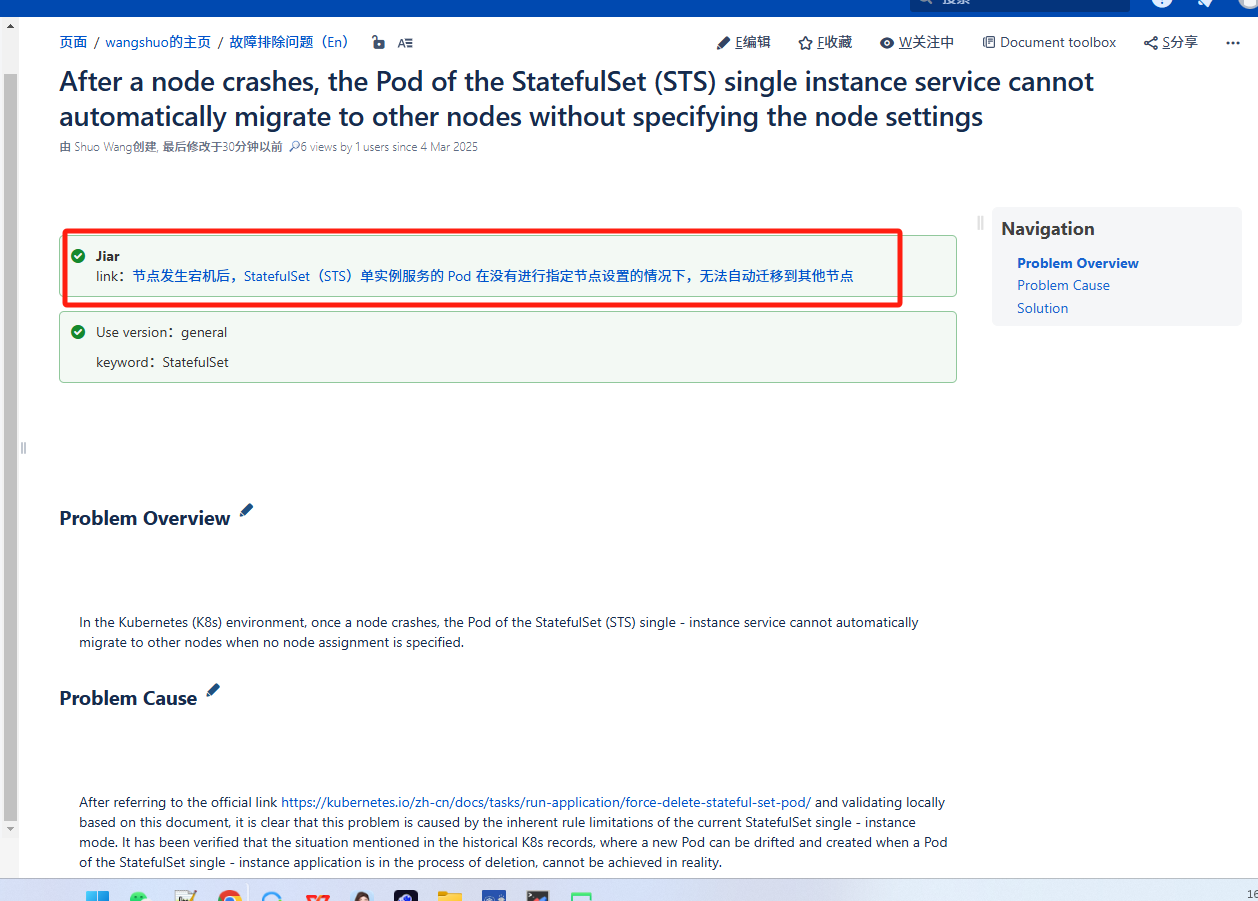 搜索
页面 / wangshuo的主页 / 故障排除问题（En）
E编辑 F收藏 W关注中 Document toolbox S分享
After a node crashes, the Pod of the StatefulSet (STS) single instance service cannot
automatically migrate to other nodes without specifying the node settings
由 Shuo Wang创建, 最后修改于30分钟以前 6 views by 1 users since 4 Mar 2025
Jiar
link：节点发生宕机后，StatefulSet（STS）单实例服务的 Pod 在没有进行指定节点设置的情况下，无法自动迁移到其他节点
Use version：general
keyword：StatefulSet
Navigation
Problem Overview
Problem Cause
Solution
Problem Overview
In the Kubernetes (K8s) environment, once a node crashes, the Pod of the StatefulSet (STS) single - instance service cannot automatically
migrate to other nodes when no node assignment is specified.
Problem Cause
After referring to the official link https://kubernetes.io/zh-cn/docs/tasks/run-application/force-delete-stateful-set-pod/ and validating locally
based on this document, it is clear that this problem is caused by the inherent rule limitations of the current StatefulSet single - instance
mode. It has been verified that the situation mentioned in the historical K8s records, where a new Pod can be drifted and created when a Pod
of the StatefulSet single - instance application is in the process of deletion, cannot be achieved in reality.